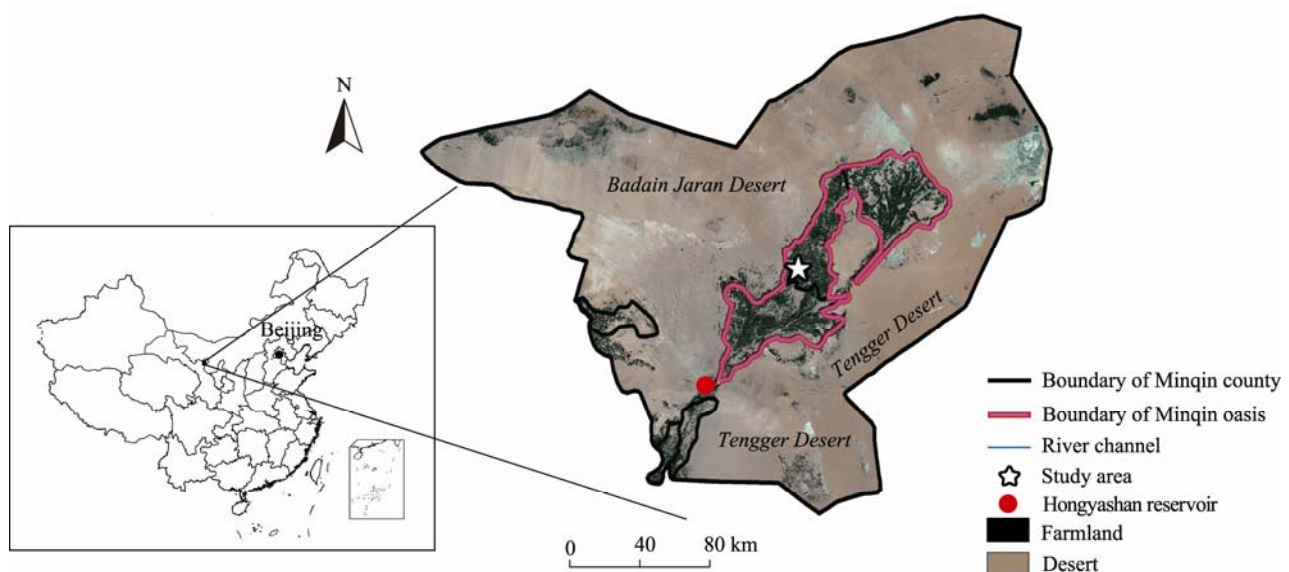 N
Badain Jaran Desert
Beijing
Tengger Desert
Tengger Desert
Boundary of Minqin county
Boundary of Minqin oasis
River channel
Study area
Hongyashan reservoir
Farmland
Desert
0 40 80 km